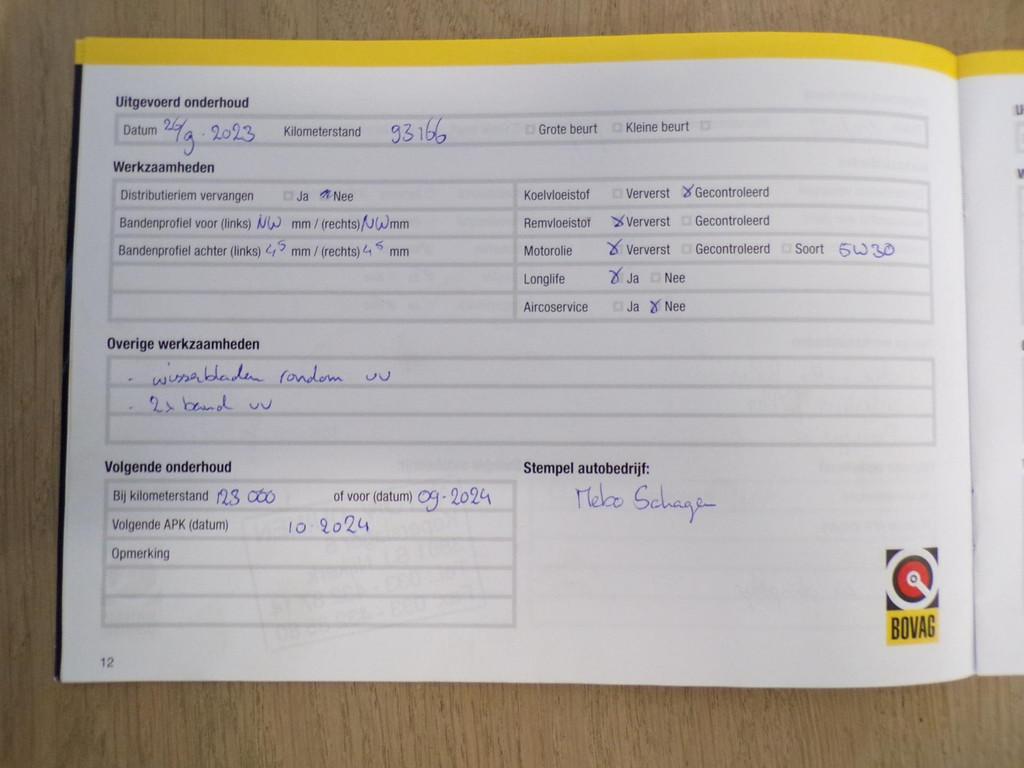 Uitgevoerd onderhoud
Datum 26/9-2023 Kilometerstand 93166 Grote beurt Kleine beurt
Werkzaamheden
Distributieriem vervangen Ja Nee
Koelvloeistof Ververst Gecontroleerd
Bandenprofiel voor (links) NW mm / (rechts) NW mm
Remvloeistof Ververst Gecontroleerd
Bandenprofiel achter (links) 4,5 mm / (rechts) 4,5 mm
Motorolie Ververst Gecontroleerd Soort 5W30
Longlife Ja Nee
Aircoservice Ja Nee
Overige werkzaamheden
- wisserbladen rondom vv
- 2x band vv
Volgende onderhoud
Bij kilometerstand 123 000 of voor (datum) 09-2024
Volgende APK (datum) 10-2024
Opmerking
Stempel autobedrijf:
Mebo Schagen
BOVAG
12